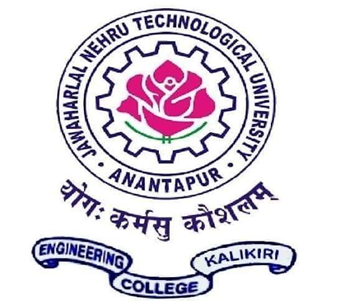 · JAWAHARLAL NEHRU TECHNOLOGICAL UNIVERSITY ·
ANANTAPUR
योगः कर्मसु कौशलम्
ENGINEERING COLLEGE KALIKIRI